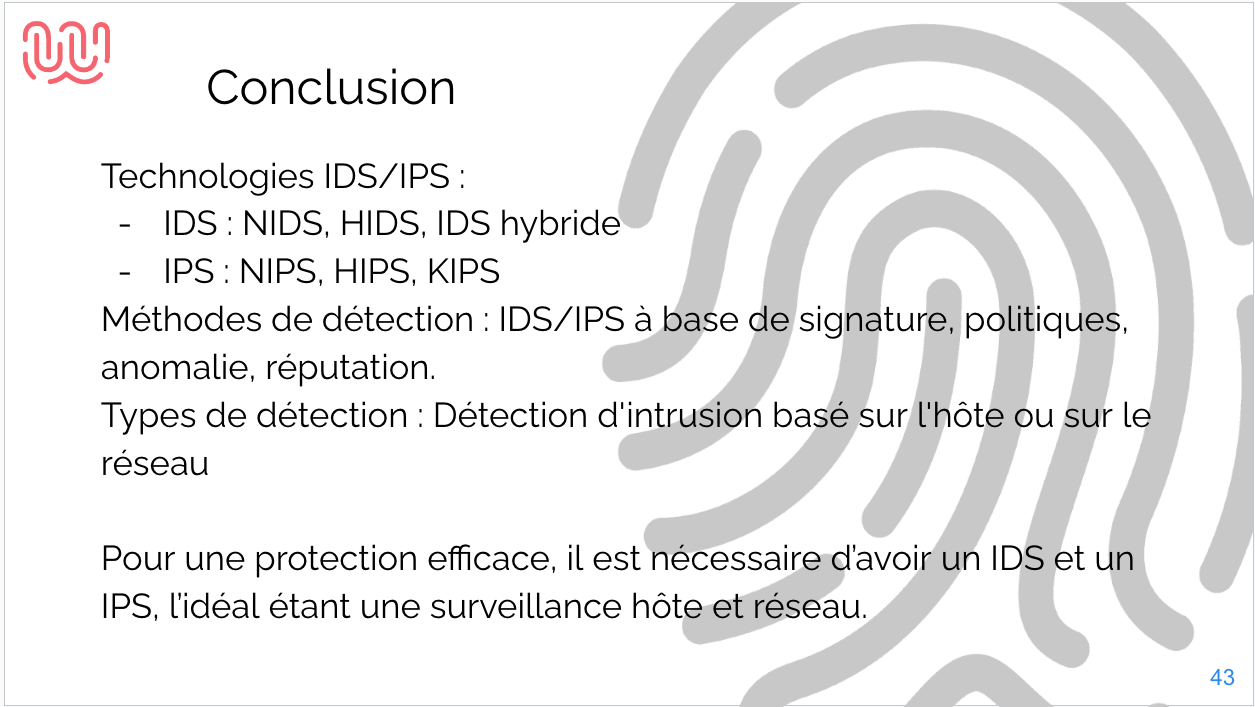 Conclusion
Technologies IDS/IPS :
- IDS : NIDS, HIDS, IDS hybride
- IPS : NIPS, HIPS, KIPS
Méthodes de détection : IDS/IPS à base de signature, politiques,
anomalie, réputation.
Types de détection : Détection d'intrusion basé sur l'hôte ou sur le
réseau
Pour une protection efficace, il est nécessaire d’avoir un IDS et un
IPS, l’idéal étant une surveillance hôte et réseau.
43